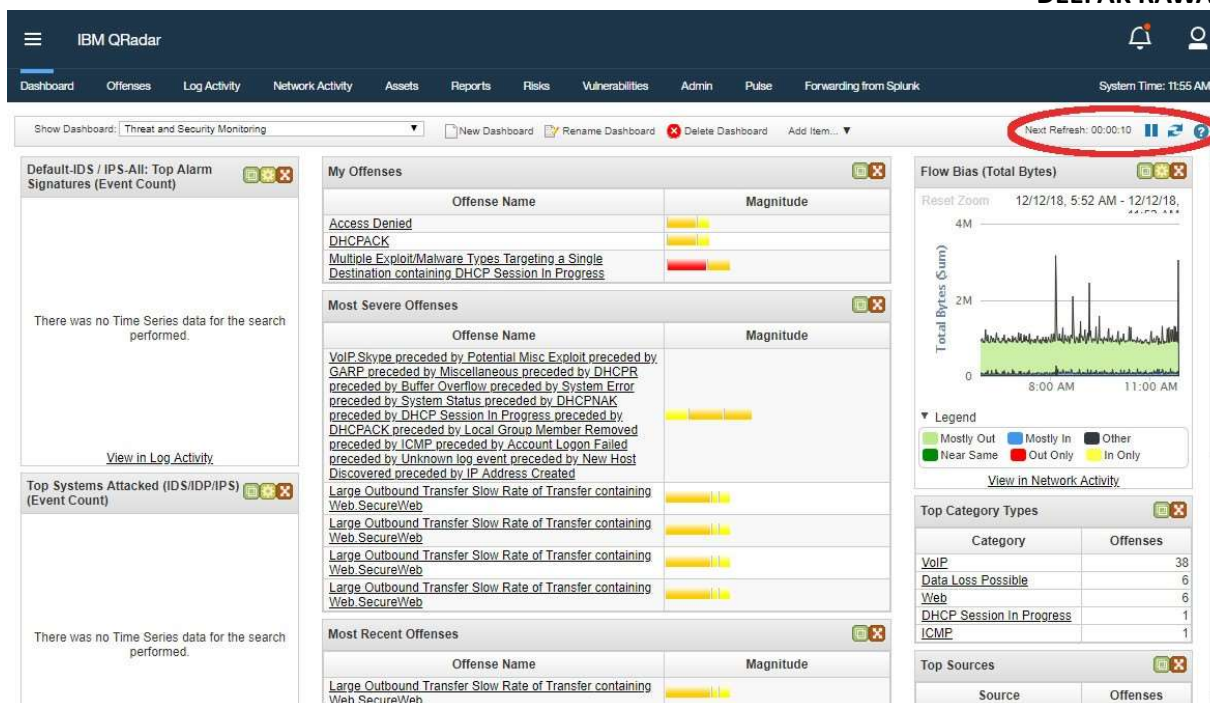 IBM QRadar
Dashboard Offenses Log Activity Network Activity Assets Reports Risks Vulnerabilities Admin Pulse Forwarding from Splunk System Time: 11:55 AM
Show Dashboard: Threat and Security Monitoring New Dashboard Rename Dashboard Delete Dashboard Add Item... Next Refresh: 00:00:10
Default-IDS / IPS-All: Top Alarm
Signatures (Event Count)
There was no Time Series data for the search
performed.
View in Log Activity
Top Systems Attacked (IDS/IDP/IPS)
(Event Count)
There was no Time Series data for the search
performed.
My Offenses
Offense Name Magnitude
Access Denied
DHCPACK
Multiple Exploit/Malware Types Targeting a Single
Destination containing DHCP Session In Progress
Most Severe Offenses
Offense Name Magnitude
VoIP.Skype preceded by Potential Misc Exploit preceded by
GARP preceded by Miscellaneous preceded by DHCPR
preceded by Buffer Overflow preceded by System Error
preceded by System Status preceded by DHCPNAK
preceded by DHCP Session In Progress preceded by
DHCPACK preceded by Local Group Member Removed
preceded by ICMP preceded by Account Logon Failed
preceded by Unknown log event preceded by New Host
Discovered preceded by IP Address Created
Large Outbound Transfer Slow Rate of Transfer containing
Web.SecureWeb
Large Outbound Transfer Slow Rate of Transfer containing
Web.SecureWeb
Large Outbound Transfer Slow Rate of Transfer containing
Web.SecureWeb
Large Outbound Transfer Slow Rate of Transfer containing
Web.SecureWeb
Most Recent Offenses
Offense Name Magnitude
Large Outbound Transfer Slow Rate of Transfer containing
Web.SecureWeb
Flow Bias (Total Bytes)
Reset Zoom 12/12/18, 5:52 AM - 12/12/18,
4M
2M
0
Total Bytes (Sum)
8:00 AM 11:00 AM
Legend
Mostly Out Mostly In Other
Near Same Out Only In Only
View in Network Activity
Top Category Types
Category Offenses
VoIP 38
Data Loss Possible 6
Web 6
DHCP Session In Progress 1
ICMP 1
Top Sources
Source Offenses